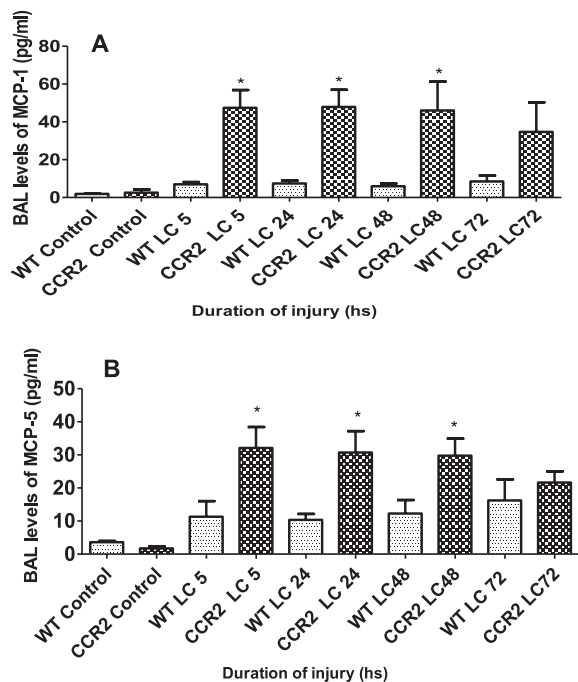 A
BAL levels of MCP-1 (pg/ml)
80
60
40
20
0
*
*
*
WT Control
CCR2 Control
WT LC 5
CCR2 LC 5
WT LC 24
CCR2 LC 24
WT LC 48
CCR2 LC48
WT LC 72
CCR2 LC72
Duration of injury (hs)
B
BAL levels of MCP-5 (pg/ml)
50
40
30
20
10
0
*
*
*
WT Control
CCR2 Control
WT LC 5
CCR2 LC 5
WT LC 24
CCR2 LC 24
WT LC48
CCR2 LC48
WT LC 72
CCR2 LC72
Duration of injury (hs)